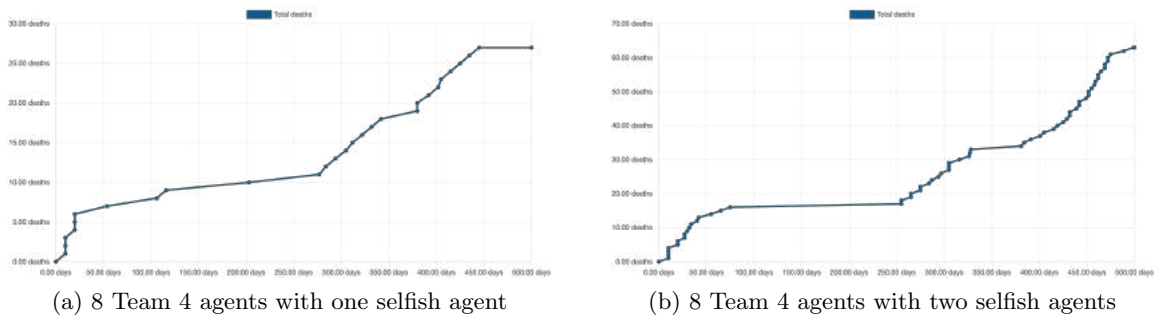 Total deaths
30.00 deaths
25.00 deaths
20.00 deaths
15.00 deaths
10.00 deaths
5.00 deaths
0.00 deaths
0.00 days 50.00 days 100.00 days 150.00 days 200.00 days 250.00 days 300.00 days 350.00 days 400.00 days 450.00 days 500.00 days
(a) 8 Team 4 agents with one selfish agent
Total deaths
70.00 deaths
60.00 deaths
50.00 deaths
40.00 deaths
30.00 deaths
20.00 deaths
10.00 deaths
0.00 deaths
0.00 days 50.00 days 100.00 days 150.00 days 200.00 days 250.00 days 300.00 days 350.00 days 400.00 days 450.00 days 500.00 days
(b) 8 Team 4 agents with two selfish agents